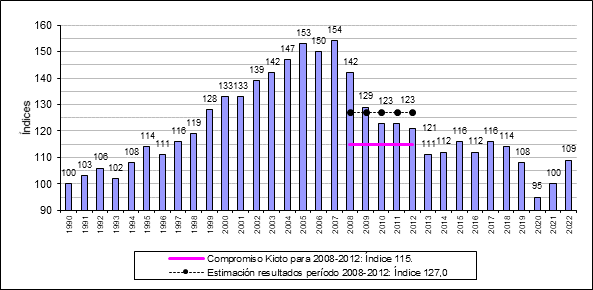 160
150
140
130
120
110
100
90
Índices
100 103 106 102 108 114 111 116 119 128 133 133 139 142 147 153 150 154 142 129 123 123 121 111 112 116 112 116 114 108 95 100 109
1990 1991 1992 1993 1994 1995 1996 1997 1998 1999 2000 2001 2002 2003 2004 2005 2006 2007 2008 2009 2010 2011 2012 2013 2014 2015 2016 2017 2018 2019 2020 2021 2022
Compromiso Kioto para 2008-2012: Índice 115.
Estimación resultados período 2008-2012: Índice 127,0